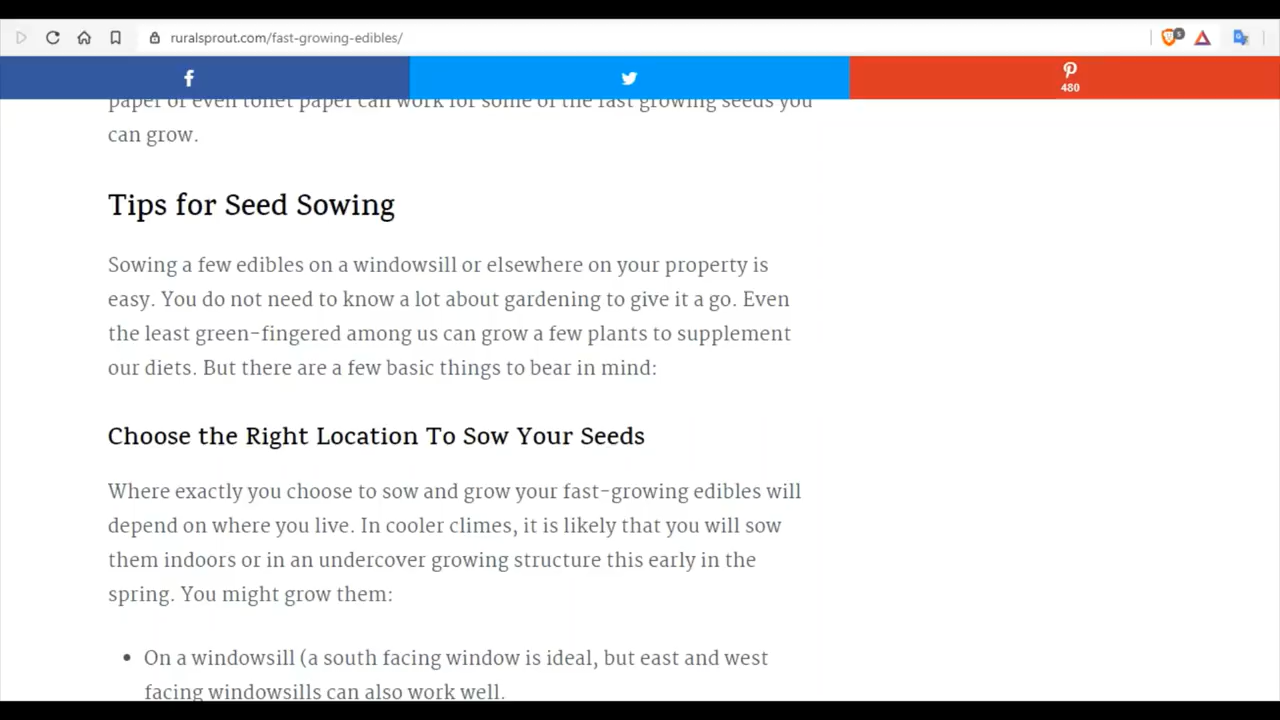 ruralsprout.com/fast-growing-edibles/
5
480
paper or even toilet paper can work for some of the fast growing seeds you
can grow.
Tips for Seed Sowing
Sowing a few edibles on a windowsill or elsewhere on your property is
easy. You do not need to know a lot about gardening to give it a go. Even
the least green-fingered among us can grow a few plants to supplement
our diets. But there are a few basic things to bear in mind:
Choose the Right Location To Sow Your Seeds
Where exactly you choose to sow and grow your fast-growing edibles will
depend on where you live. In cooler climes, it is likely that you will sow
them indoors or in an undercover growing structure this early in the
spring. You might grow them:
• On a windowsill (a south facing window is ideal, but east and west
facing windowsills can also work well.